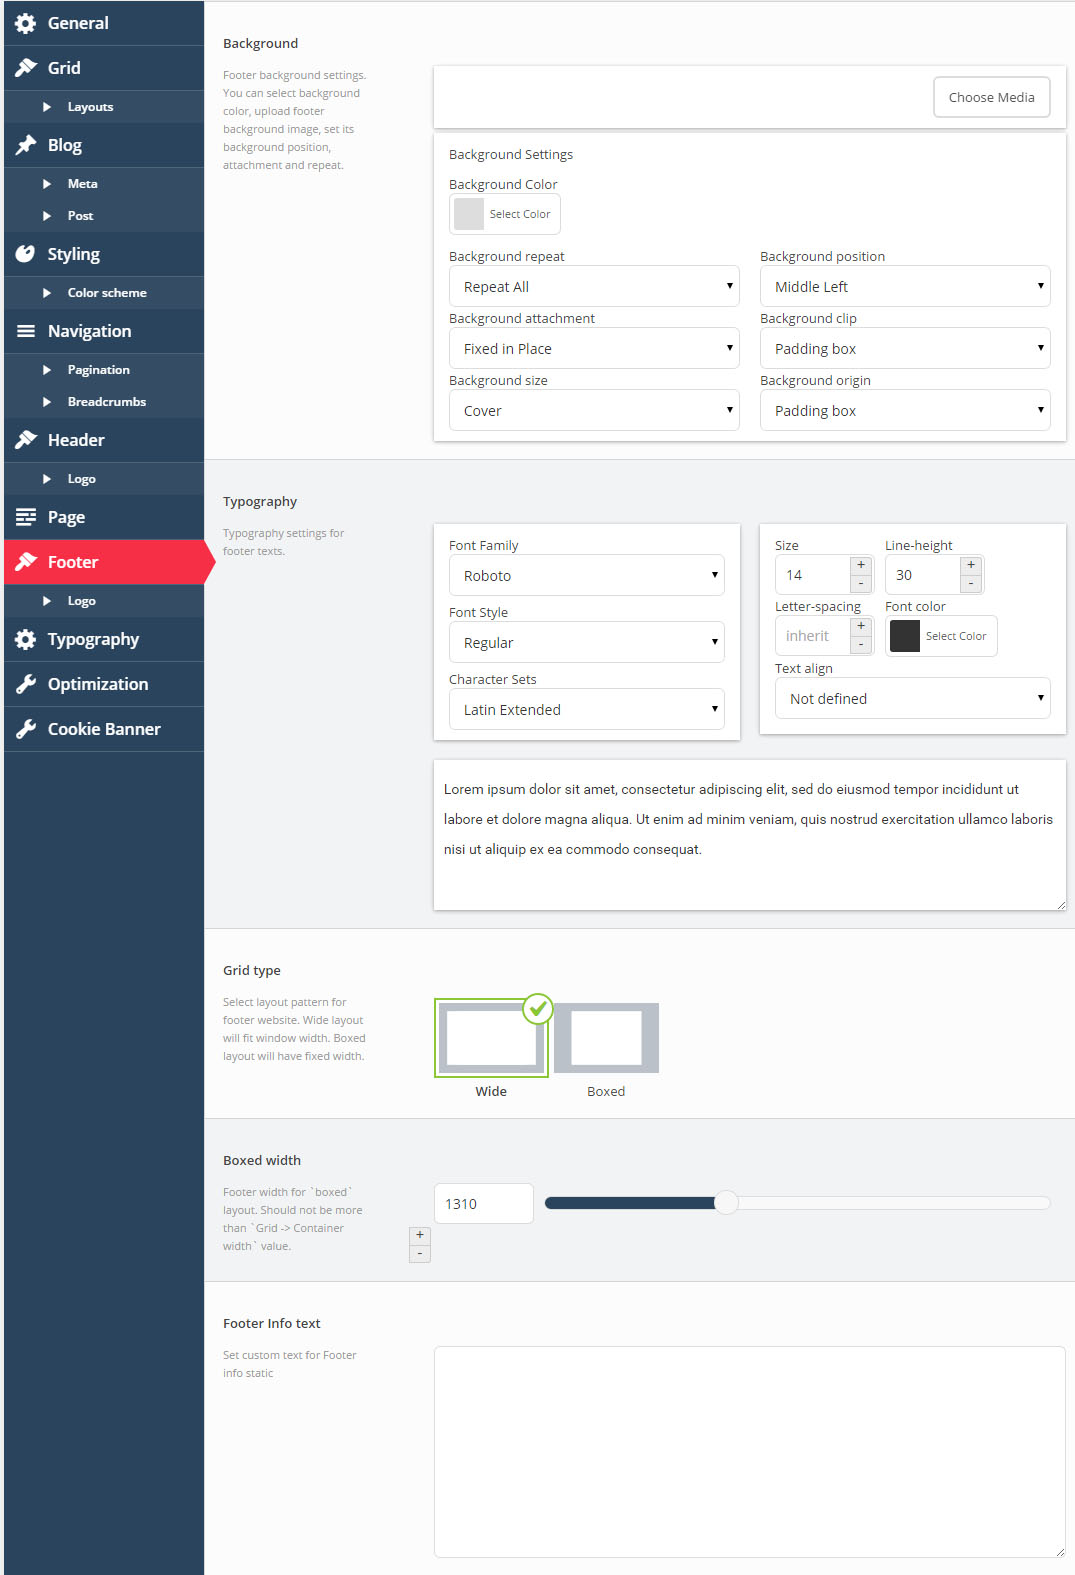 General
Grid
Layouts
Blog
Meta
Post
Styling
Color scheme
Navigation
Pagination
Breadcrumbs
Header
Logo
Page
Footer
Logo
Typography
Optimization
Cookie Banner
Background
Footer background settings.
You can select background
color, upload footer
background image, set its
background position,
attachment and repeat.
Choose Media
Background Settings
Background Color
Select Color
Background repeat
Background position
Repeat All
Middle Left
Background attachment
Background clip
Fixed in Place
Padding box
Background size
Background origin
Cover
Padding box
Typography
Typography settings for
footer texts.
Font Family
Roboto
Font Style
Regular
Character Sets
Latin Extended
Size
Line-height
14
+
-
30
+
-
Letter-spacing
Font color
inherit
+
-
Select Color
Text align
Not defined
Lorem ipsum dolor sit amet, consectetur adipiscing elit, sed do eiusmod tempor incididunt ut
labore et dolore magna aliqua. Ut enim ad minim veniam, quis nostrud exercitation ullamco laboris
nisi ut aliquip ex ea commodo consequat.
Grid type
Select layout pattern for
footer website. Wide layout
will fit window width. Boxed
layout will have fixed width.
Wide
Boxed
Boxed width
Footer width for `boxed`
layout. Should not be more
than `Grid -> Container
width` value.
1310
+
-
Footer Info text
Set custom text for Footer
info static